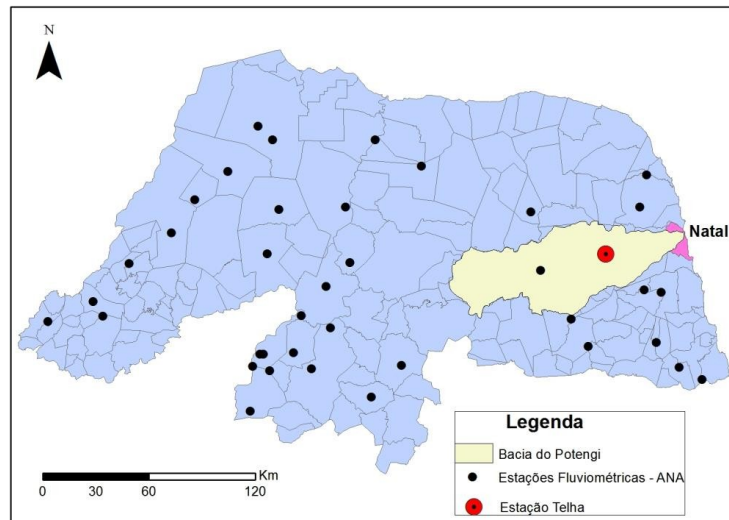 N
Natal
Legenda
Bacia do Potengi
Estações Fluviométricas - ANA
Estação Telha
Km
0 30 60 120